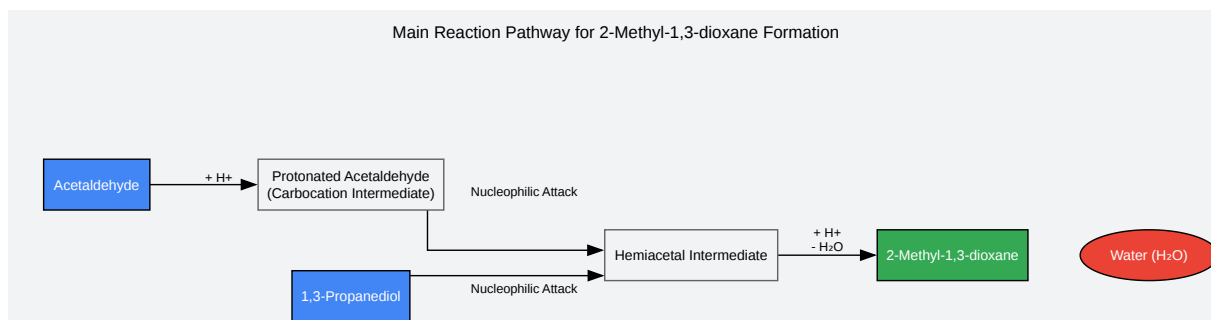 Main Reaction Pathway for 2-Methyl-1,3-dioxane Formation
Acetaldehyde
+ H+
Protonated Acetaldehyde
(Carbocation Intermediate)
Nucleophilic Attack
1,3-Propanediol
Nucleophilic Attack
Hemiacetal Intermediate
+ H+
- H₂O
2-Methyl-1,3-dioxane
Water (H₂O)